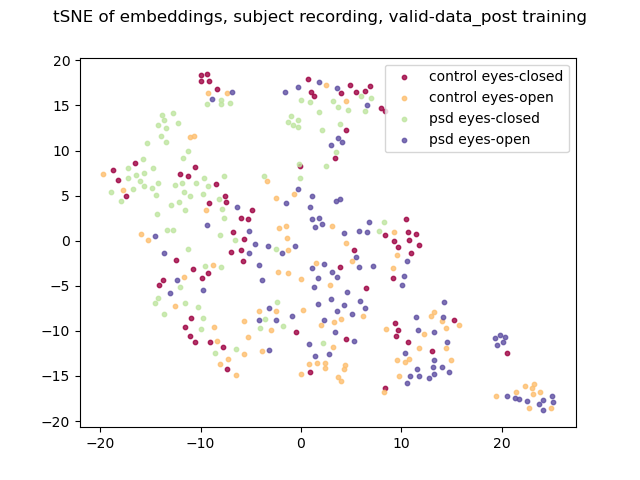 tSNE of embeddings, subject recording, valid-data_post training
control eyes-closed
control eyes-open
psd eyes-closed
psd eyes-open
20
15
10
5
0
−5
−10
−15
−20
−20
−10
0
10
20